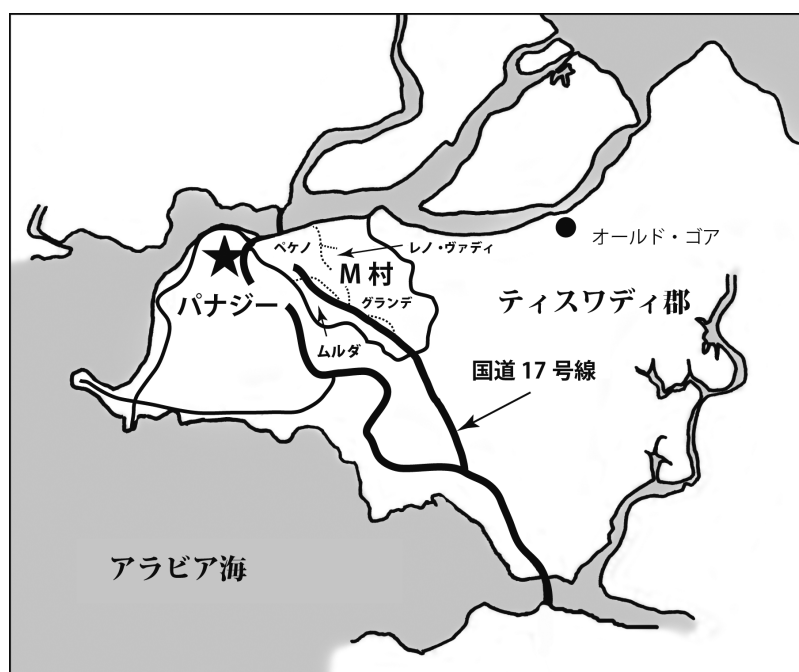 オールド・ゴア
ペケノ
レノ・ヴァディ
M 村
グランデ
パナジー
ティスワディ郡
ムルダ
国道 17 号線
アラビア海